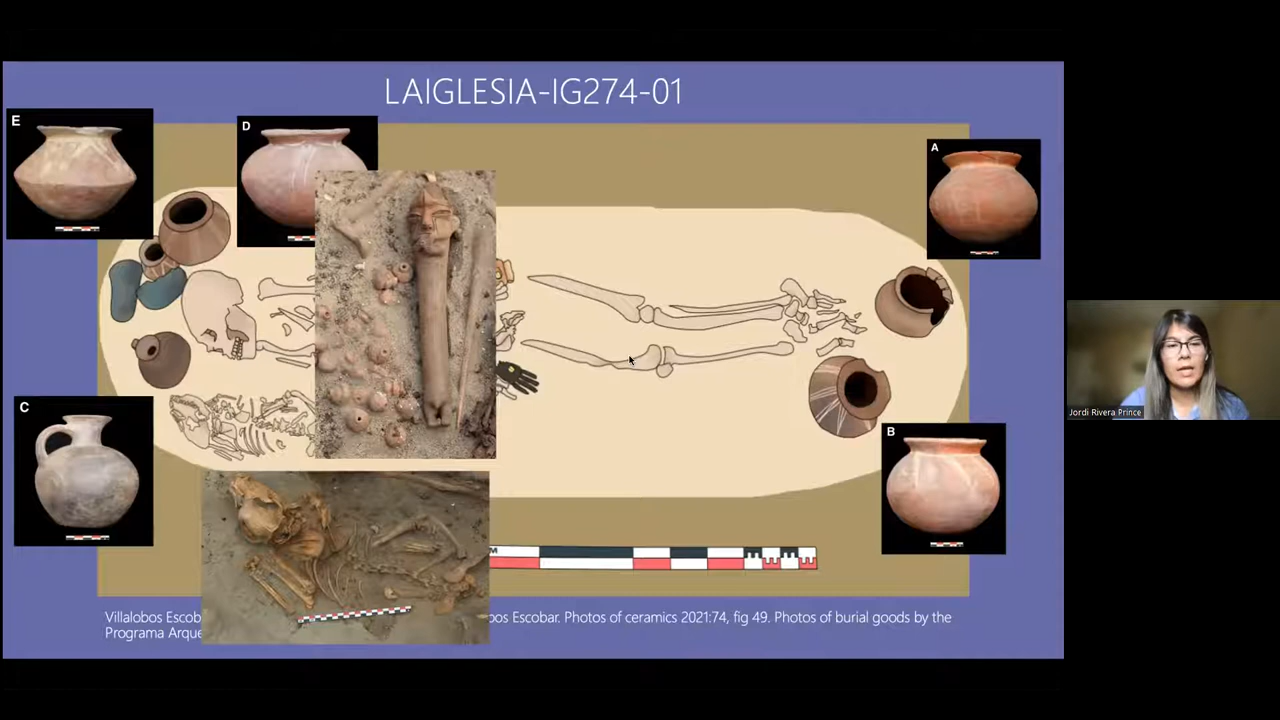 LAIGLESIA-IG274-01
E
D
A
C
B
M
Jordi Rivera Prince
Villalobos Escob
bos Escobar. Photos of ceramics 2021:74, fig 49. Photos of burial goods by the
Programa Arque